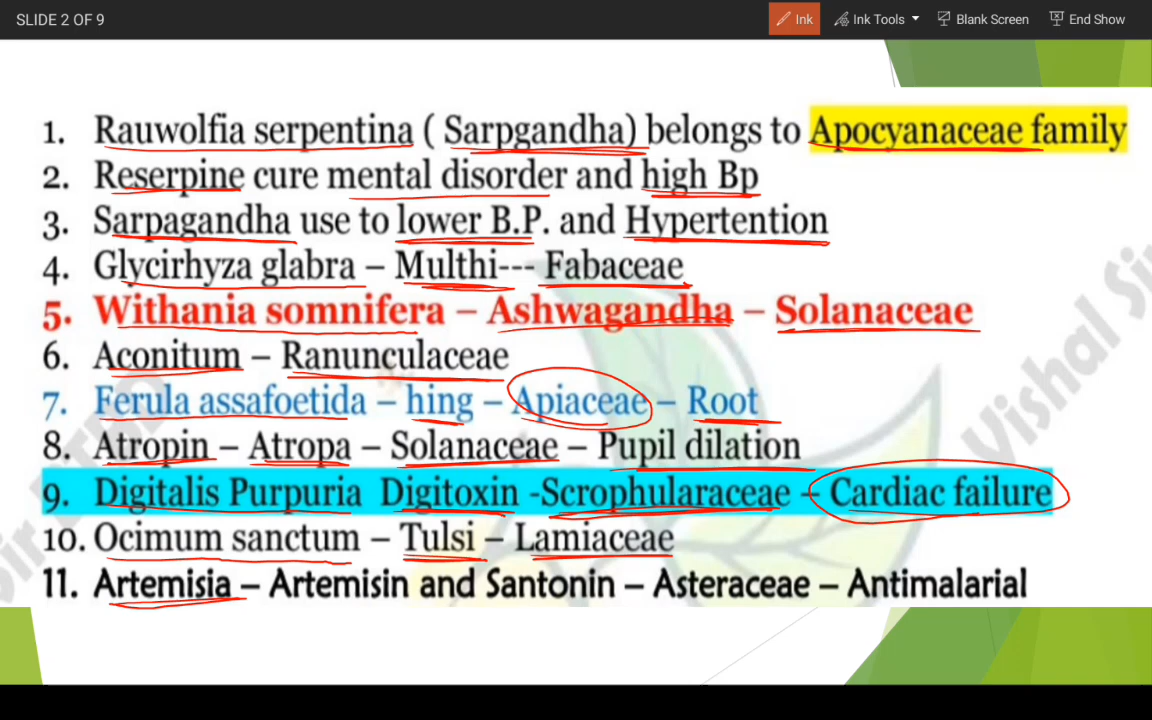 SLIDE 2 OF 9
Ink
Ink Tools
Blank Screen
End Show
1. Rauwolfia serpentina ( Sarpgandha) belongs to Apocyanaceae family
2. Reserpine cure mental disorder and high Bp
3. Sarpagandha use to lower B.P. and Hypertention
4. Glycirhyza glabra – Multhi--- Fabaceae
5. Withania somnifera – Ashwagandha – Solanaceae
6. Aconitum – Ranunculaceae
7. Ferula assafoetida – hing – Apiaceae – Root
8. Atropin – Atropa – Solanaceae – Pupil dilation
9. Digitalis Purpuria Digitoxin -Scrophularaceae – Cardiac failure
10. Ocimum sanctum – Tulsi – Lamiaceae
11. Artemisia – Artemisin and Santonin – Asteraceae – Antimalarial
Vishal Si